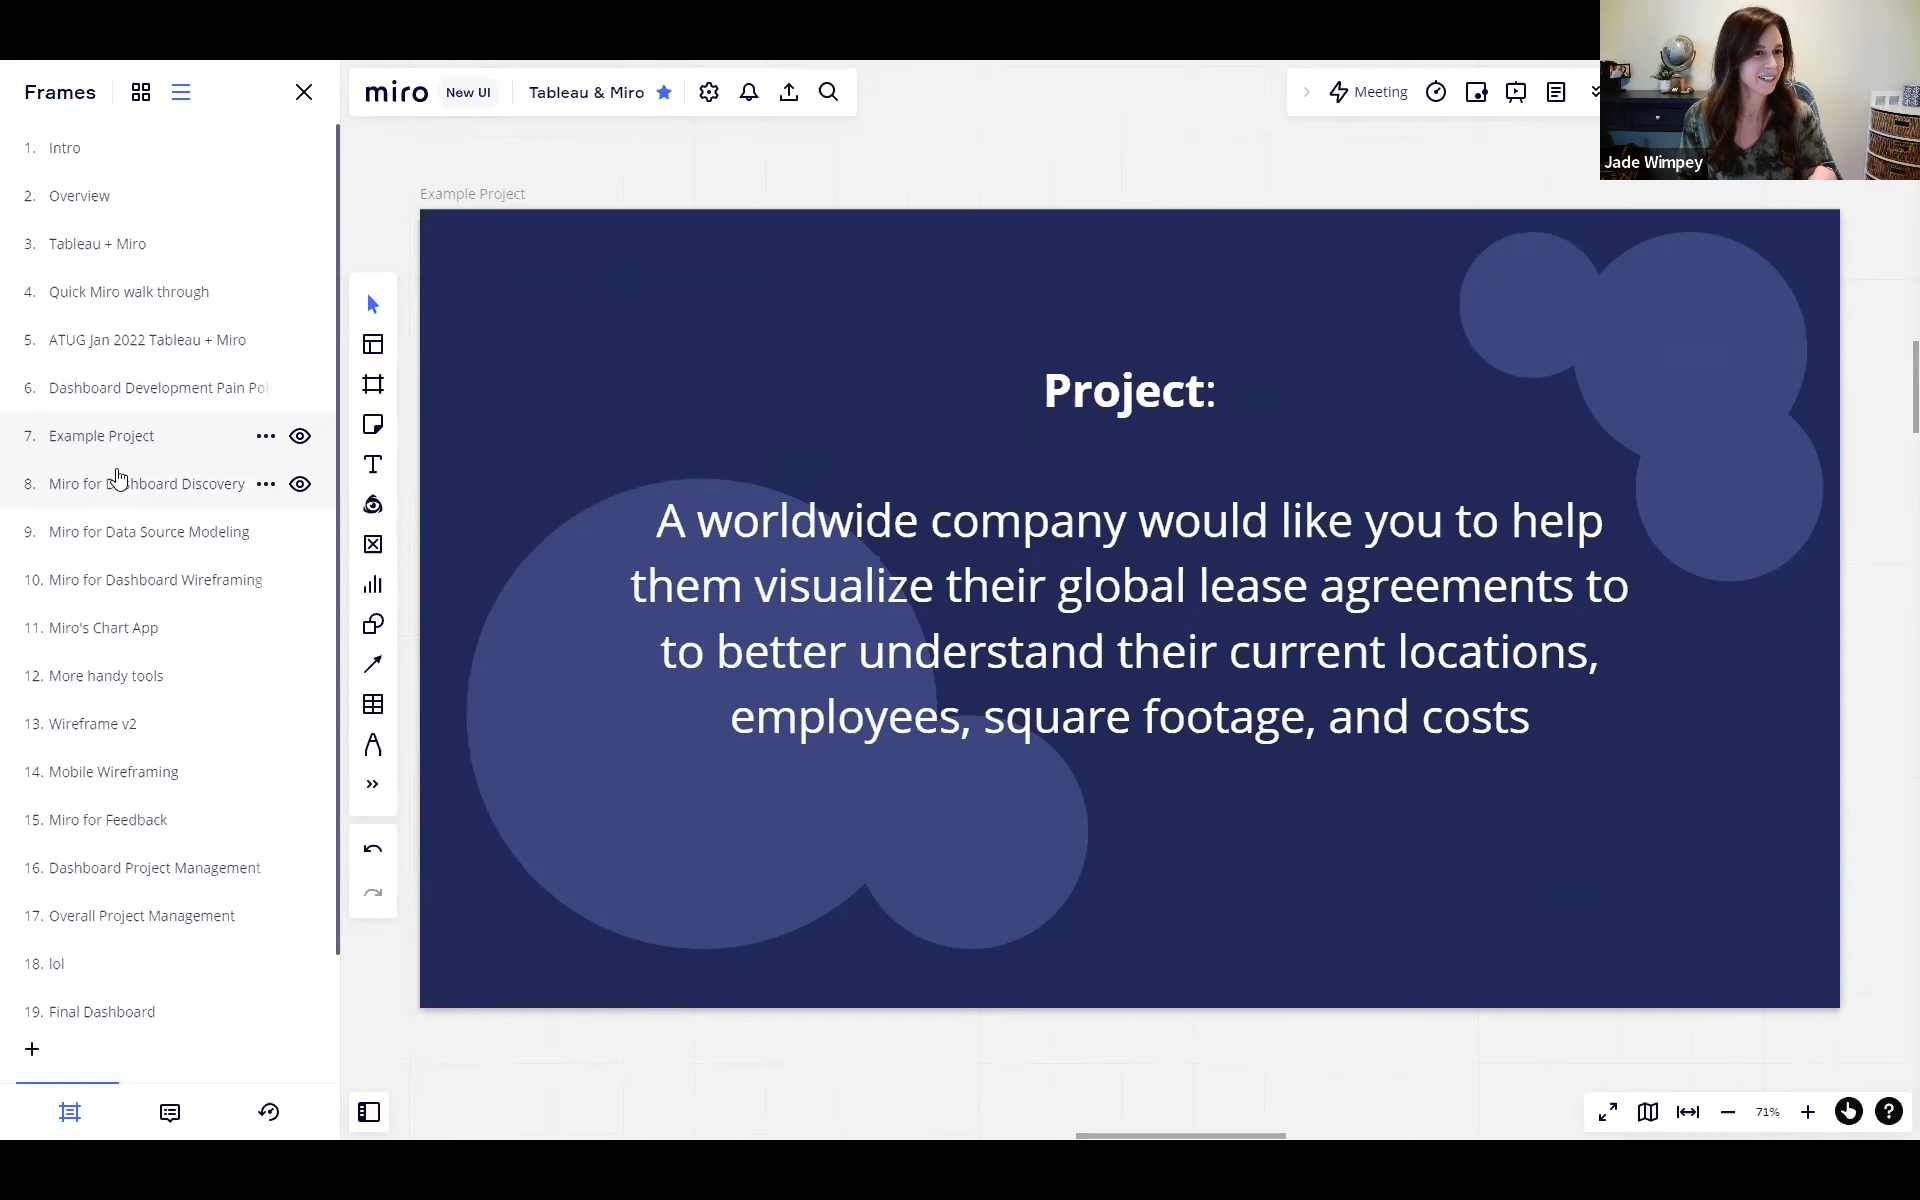 Frames
miro New UI Tableau & Miro
Meeting
Jade Wimpey
1. Intro
2. Overview
3. Tableau + Miro
4. Quick Miro walk through
5. ATUG Jan 2022 Tableau + Miro
6. Dashboard Development Pain Poi
7. Example Project
8. Miro for Dashboard Discovery
9. Miro for Data Source Modeling
10. Miro for Dashboard Wireframing
11. Miro's Chart App
12. More handy tools
13. Wireframe v2
14. Mobile Wireframing
15. Miro for Feedback
16. Dashboard Project Management
17. Overall Project Management
18. lol
19. Final Dashboard
Example Project
Project:
A worldwide company would like you to help
them visualize their global lease agreements to
to better understand their current locations,
employees, square footage, and costs
71%